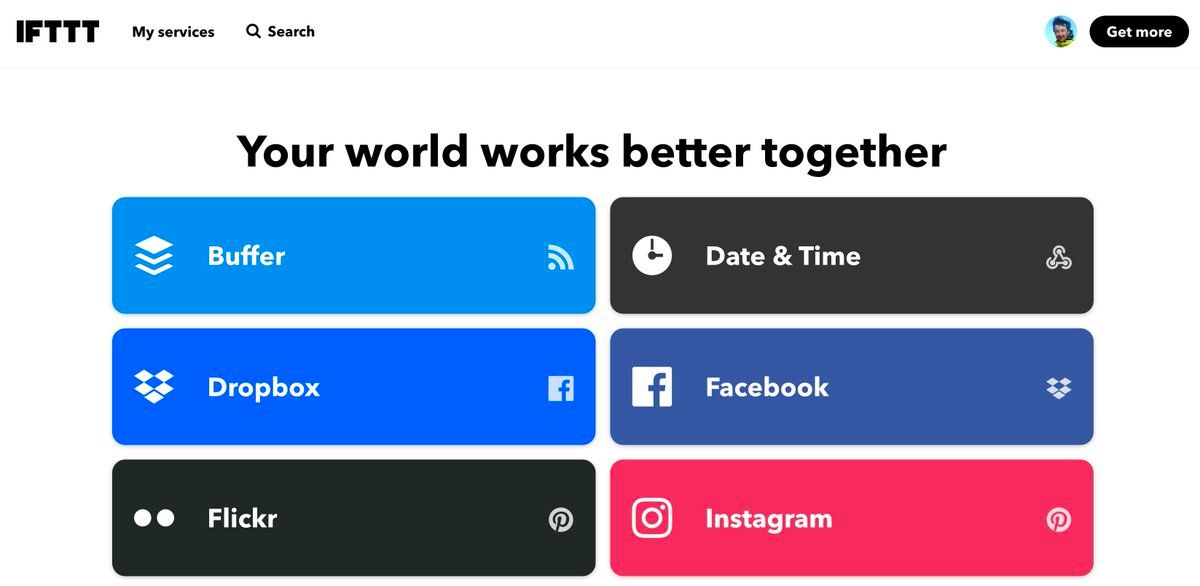 IFTTT My services Search Get more
Your world works better together
Buffer Date & Time
Dropbox Facebook
Flickr Instagram